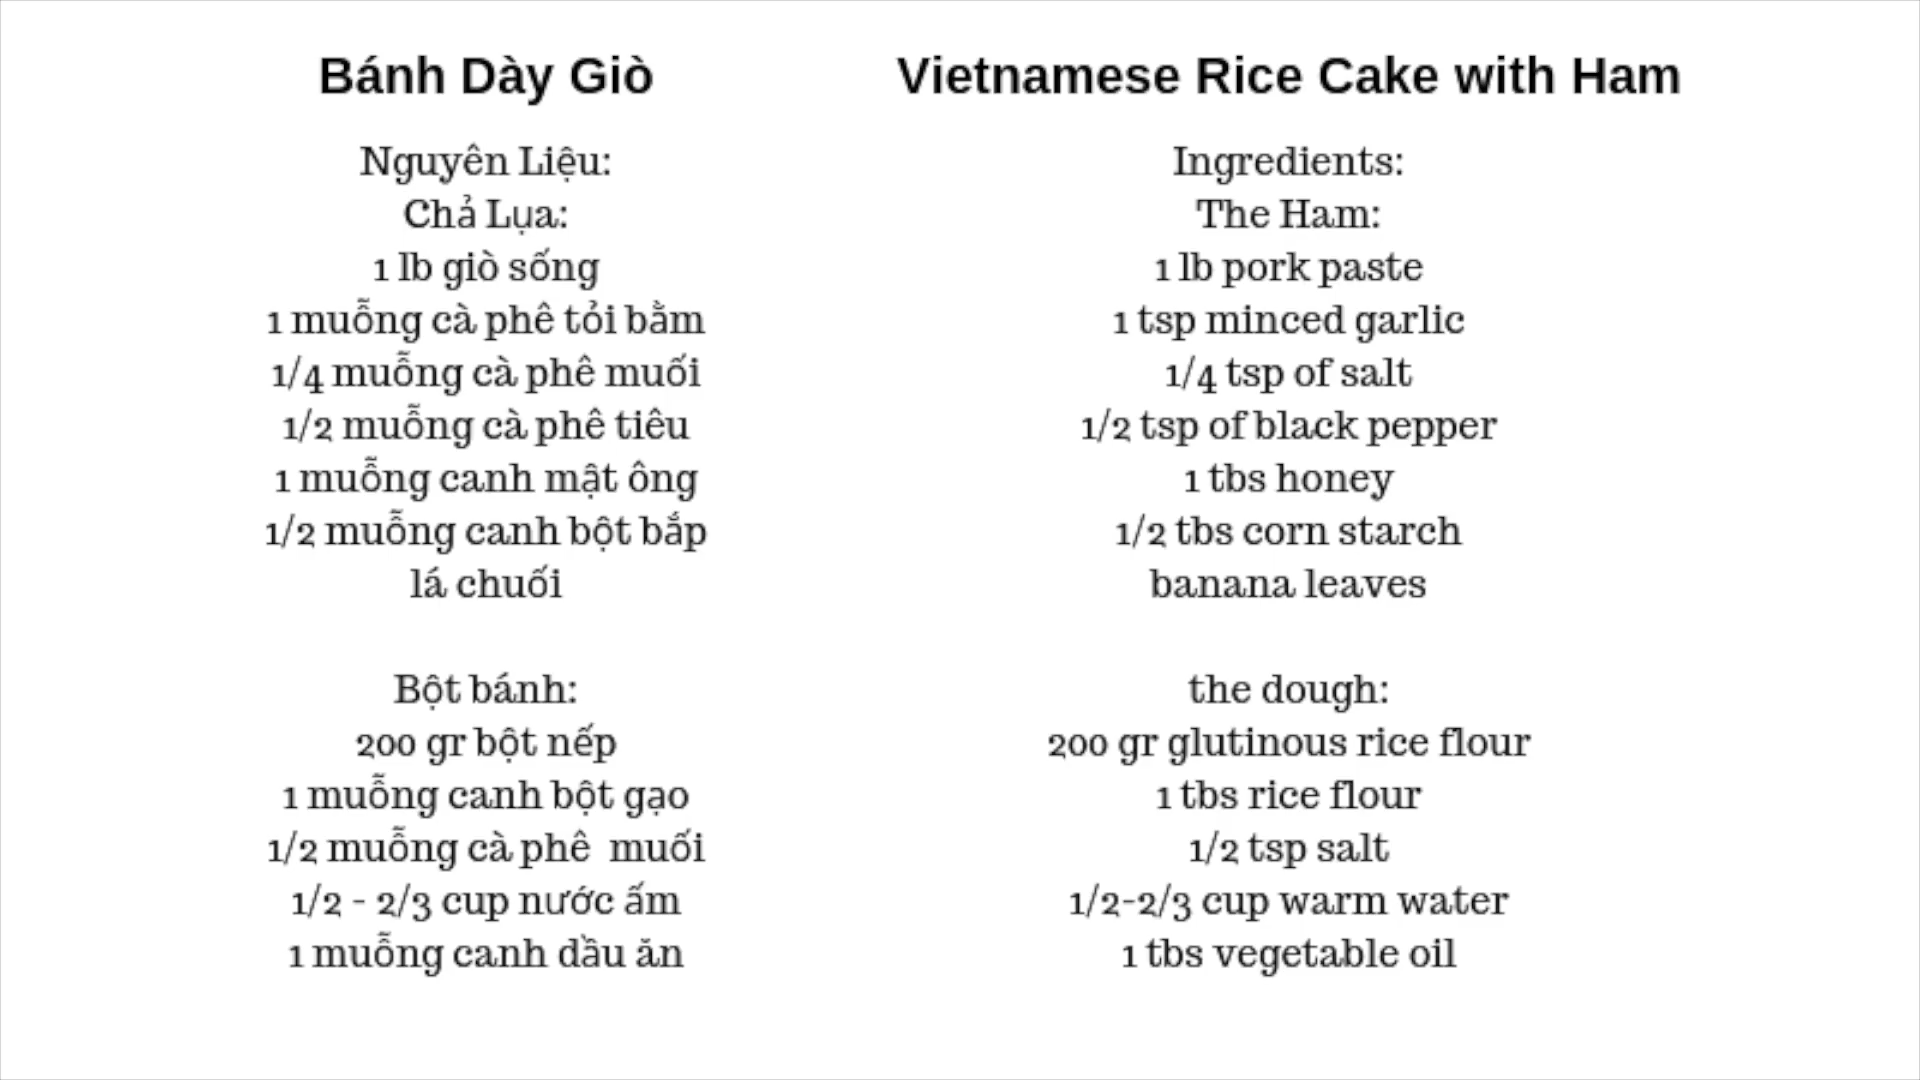 Bánh Dày Giò
Nguyên Liệu:
Chả Lụa:
1 lb giò sống
1 muỗng cà phê tỏi bằm
1/4 muỗng cà phê muối
1/2 muỗng cà phê tiêu
1 muỗng canh mật ông
1/2 muỗng canh bột bắp
lá chuối
Bột bánh:
200 gr bột nếp
1 muỗng canh bột gạo
1/2 muỗng cà phê  muối
1/2 - 2/3 cup nước ấm
1 muỗng canh dầu ăn
Vietnamese Rice Cake with Ham
Ingredients:
The Ham:
1 lb pork paste
1 tsp minced garlic
1/4 tsp of salt
1/2 tsp of black pepper
1 tbs honey
1/2 tbs corn starch
banana leaves
the dough:
200 gr glutinous rice flour
1 tbs rice flour
1/2 tsp salt
1/2-2/3 cup warm water
1 tbs vegetable oil